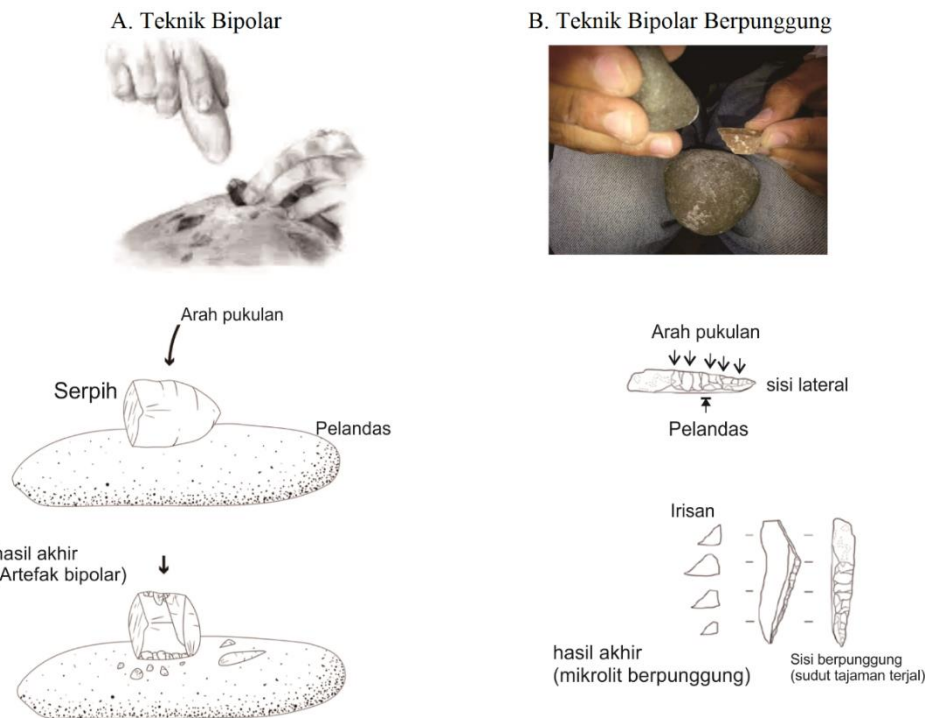 A. Teknik Bipolar
Arah pukulan
Serpih
Pelandas
hasil akhir
Artefak bipolar)
B. Teknik Bipolar Berpunggung
Arah pukulan
sisi lateral
Pelandas
Irisan
hasil akhir
(mikrolit berpunggung)
Sisi berpunggung
(sudut tajaman terjal)